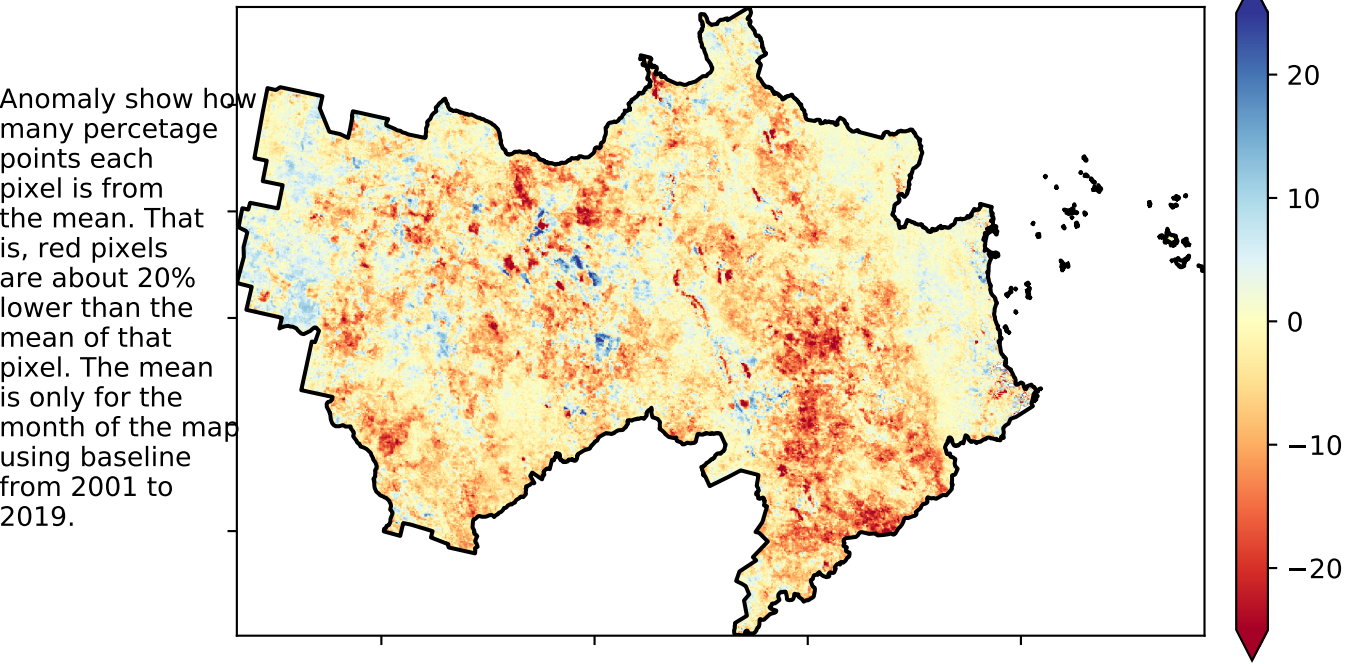 Anomaly show how
many percetage
points each
pixel is from
the mean. That
is, red pixels
are about 20%
lower than the
mean of that
pixel. The mean
is only for the
month of the map
using baseline
from 2001 to
2019.
20
10
0
−10
−20